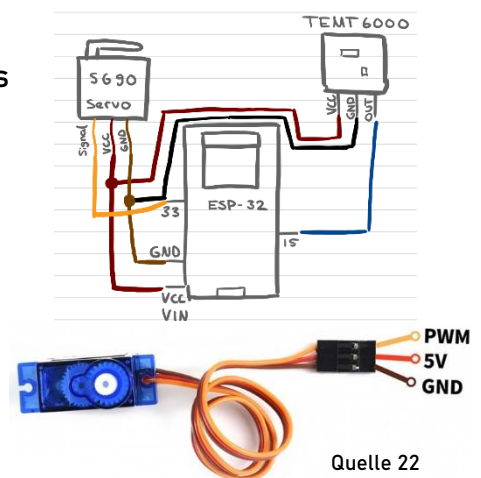 TEMT6000
s
SG90
Servo
Signal
VCC
GND
VCC
GND
OUT
33
ESP-32
15
GND
VCC
VIN
PWM
5V
GND
Quelle 22